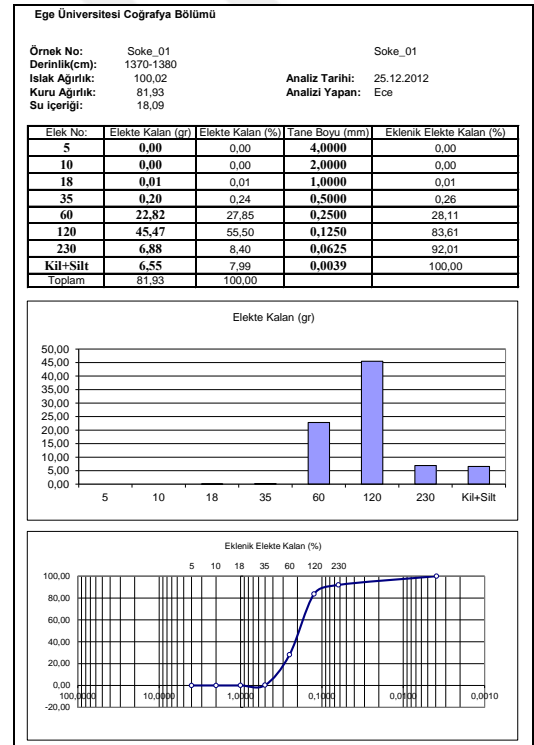 Ege Üniversitesi Coğrafya Bölümü
Örnek No: Soke_01 Soke_01
Derinlik(cm): 1370-1380
Islak Ağırlık: 100,02 Analiz Tarihi: 25.12.2012
Kuru Ağırlık: 81,93 Analizi Yapan: Ece
Su içeriği: 18,09
Elek No: Elekte Kalan (gr) Elekte Kalan (%) Tane Boyu (mm) Eklenik Elekte Kalan (%)
5 0,00 0,00 4,0000 0,00
10 0,00 0,00 2,0000 0,00
18 0,01 0,01 1,0000 0,01
35 0,20 0,24 0,5000 0,26
60 22,82 27,85 0,2500 28,11
120 45,47 55,50 0,1250 83,61
230 6,88 8,40 0,0625 92,01
Kil+Silt 6,55 7,99 0,0039 100,00
Toplam 81,93 100,00
Elekte Kalan (gr)
50,00
45,00
40,00
35,00
30,00
25,00
20,00
15,00
10,00
5,00
0,00
5 10 18 35 60 120 230 Kil+Silt
Eklenik Elekte Kalan (%)
5 10 18 35 60 120 230
100,00
80,00
60,00
40,00
20,00
0,00
100,0000 10,0000 1,0000 0,1000 0,0100 0,0010
-20,00